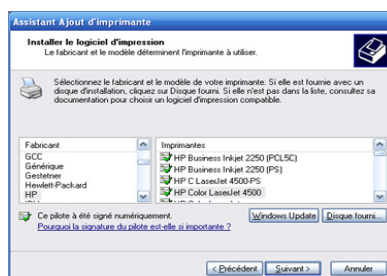 Assistant Ajout d'imprimante
Installer le logiciel d'impression
Le fabricant et le modèle déterminent l'imprimante à utiliser.
Sélectionnez le fabricant et le modèle de votre imprimante. Si elle est fournie avec un
disque d'installation, cliquez sur Disque fourni. Si elle n'est pas dans la liste, consultez sa
documentation pour choisir un logiciel d'impression compatible.
Fabricant
GCC
Générique
Gestetner
Hewlett-Packard
HP
Imprimantes
HP Business Inkjet 2250 (PCL5C)
HP Business Inkjet 2250 (PS)
HP C LaserJet 4500-PS
HP Color LaserJet 4500
Ce pilote a été signé numériquement.
Pourquoi la signature du pilote est-elle si importante ?
Windows Update
Disque fourni...
< Précédent
Suivant >
Annuler